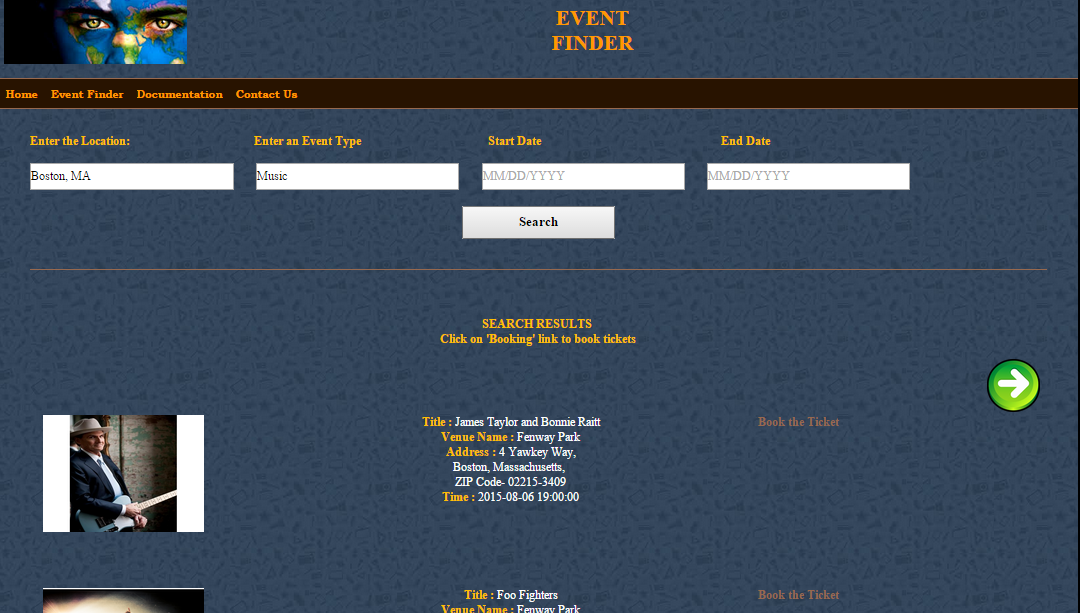 EVENT
FINDER
Home Event Finder Documentation Contact Us
Enter the Location: Enter an Event Type Start Date End Date
Boston, MA Music MM/DD/YYYY MM/DD/YYYY
Search
SEARCH RESULTS
Click on 'Booking' link to book tickets
Title : James Taylor and Bonnie Raitt Book the Ticket
Venue Name : Fenway Park
Address : 4 Yawkey Way,
Boston, Massachusetts,
ZIP Code- 02215-3409
Time : 2015-08-06 19:00:00
Title : Foo Fighters Book the Ticket
Venue Name : Fenway Park